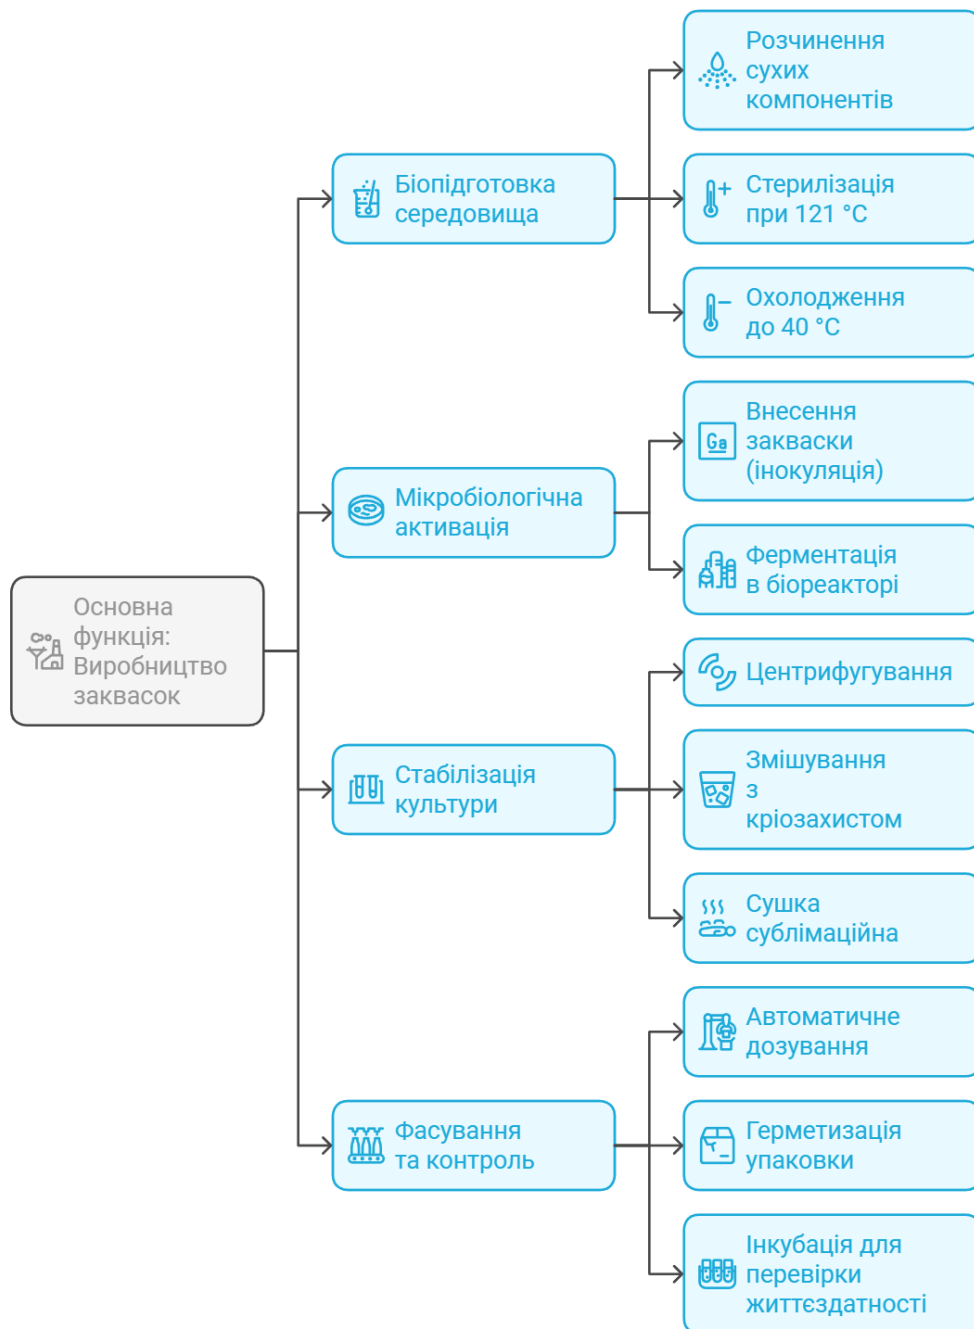 Основна
функція:
Виробництво
заквасок
Біопідготовка
середовища
Розчинення
сухих
компонентів
Стерилізація
при 121 °C
Охолодження
до 40 °C
Мікробіологічна
активація
Внесення
закваски
(інокуляція)
Ga
Ферментація
в біореакторі
Стабілізація
культури
Центрифугування
Змішування
з
кріозахистом
Сушка
сублімаційна
Фасування
та контроль
Автоматичне
дозування
Герметизація
упаковки
Інкубація для
перевірки
життєздатності